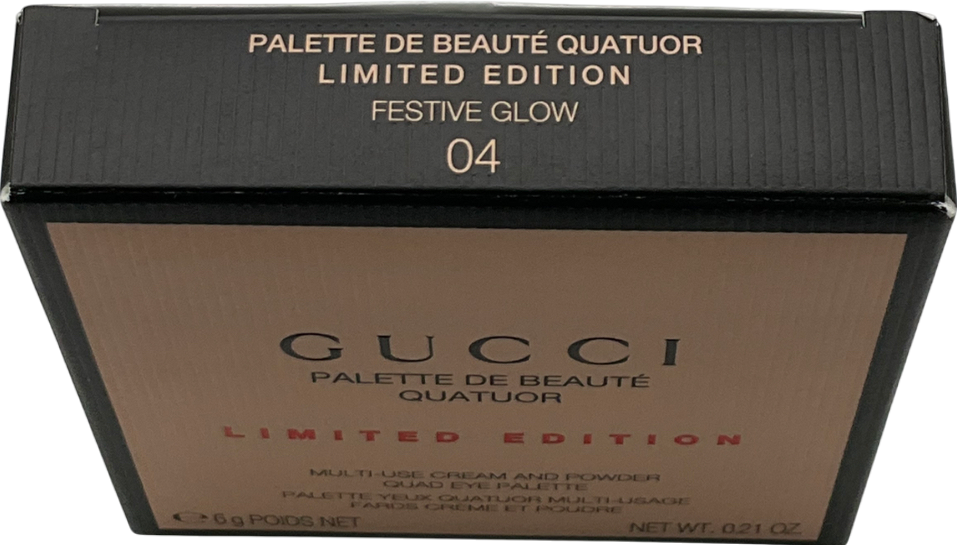 PALETTE DE BEAUTÉ QUATUOR
LIMITED EDITION
FESTIVE GLOW
04
GUCCI
PALETTE DE BEAUTÉ
QUATUOR
LIMITED EDITION
MULTI-USE CREAM AND POWDER
QUAD EYE PALETTE
PALETTE YEUX QUATUOR MULTI-USAGE
FARDS CRÈME ET POUDRE
℮ 6 g POIDS NET
NET WT. 0.21 OZ.